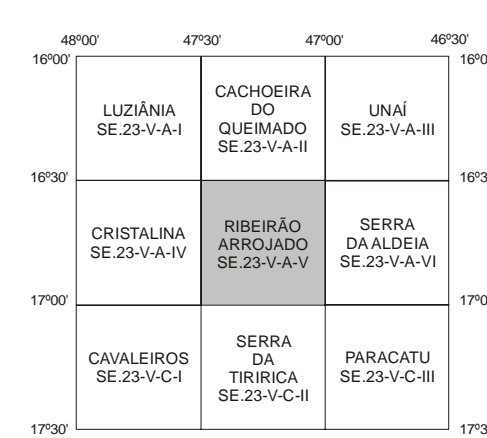 48º00'
47º30'
47º00'
46º30'
16º00'
16º0
LUZIÂNIA
SE.23-V-A-I
CACHOEIRA
DO
QUEIMADO
SE.23-V-A-II
UNAÍ
SE.23-V-A-III
16º30'
16º3
CRISTALINA
SE.23-V-A-IV
RIBEIRÃO
ARROJADO
SE.23-V-A-V
SERRA
DA ALDEIA
SE.23-V-A-VI
17º00'
17º0
CAVALEIROS
SE.23-V-C-I
SERRA
DA
TIRIRICA
SE.23-V-C-II
PARACATU
SE.23-V-C-III
17º30'
17º3